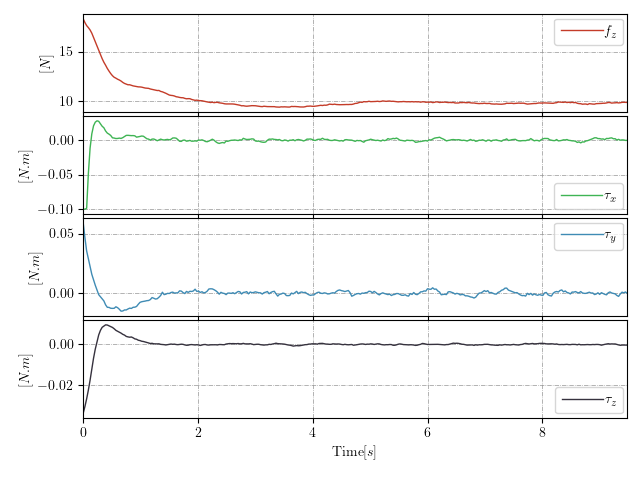 15
10
[N]
f_z
0.00
−0.05
−0.10
[N.m]
τ_x
0.05
0.00
[N.m]
τ_y
0.00
−0.02
[N.m]
τ_z
0 2 4 6 8
Time[s]